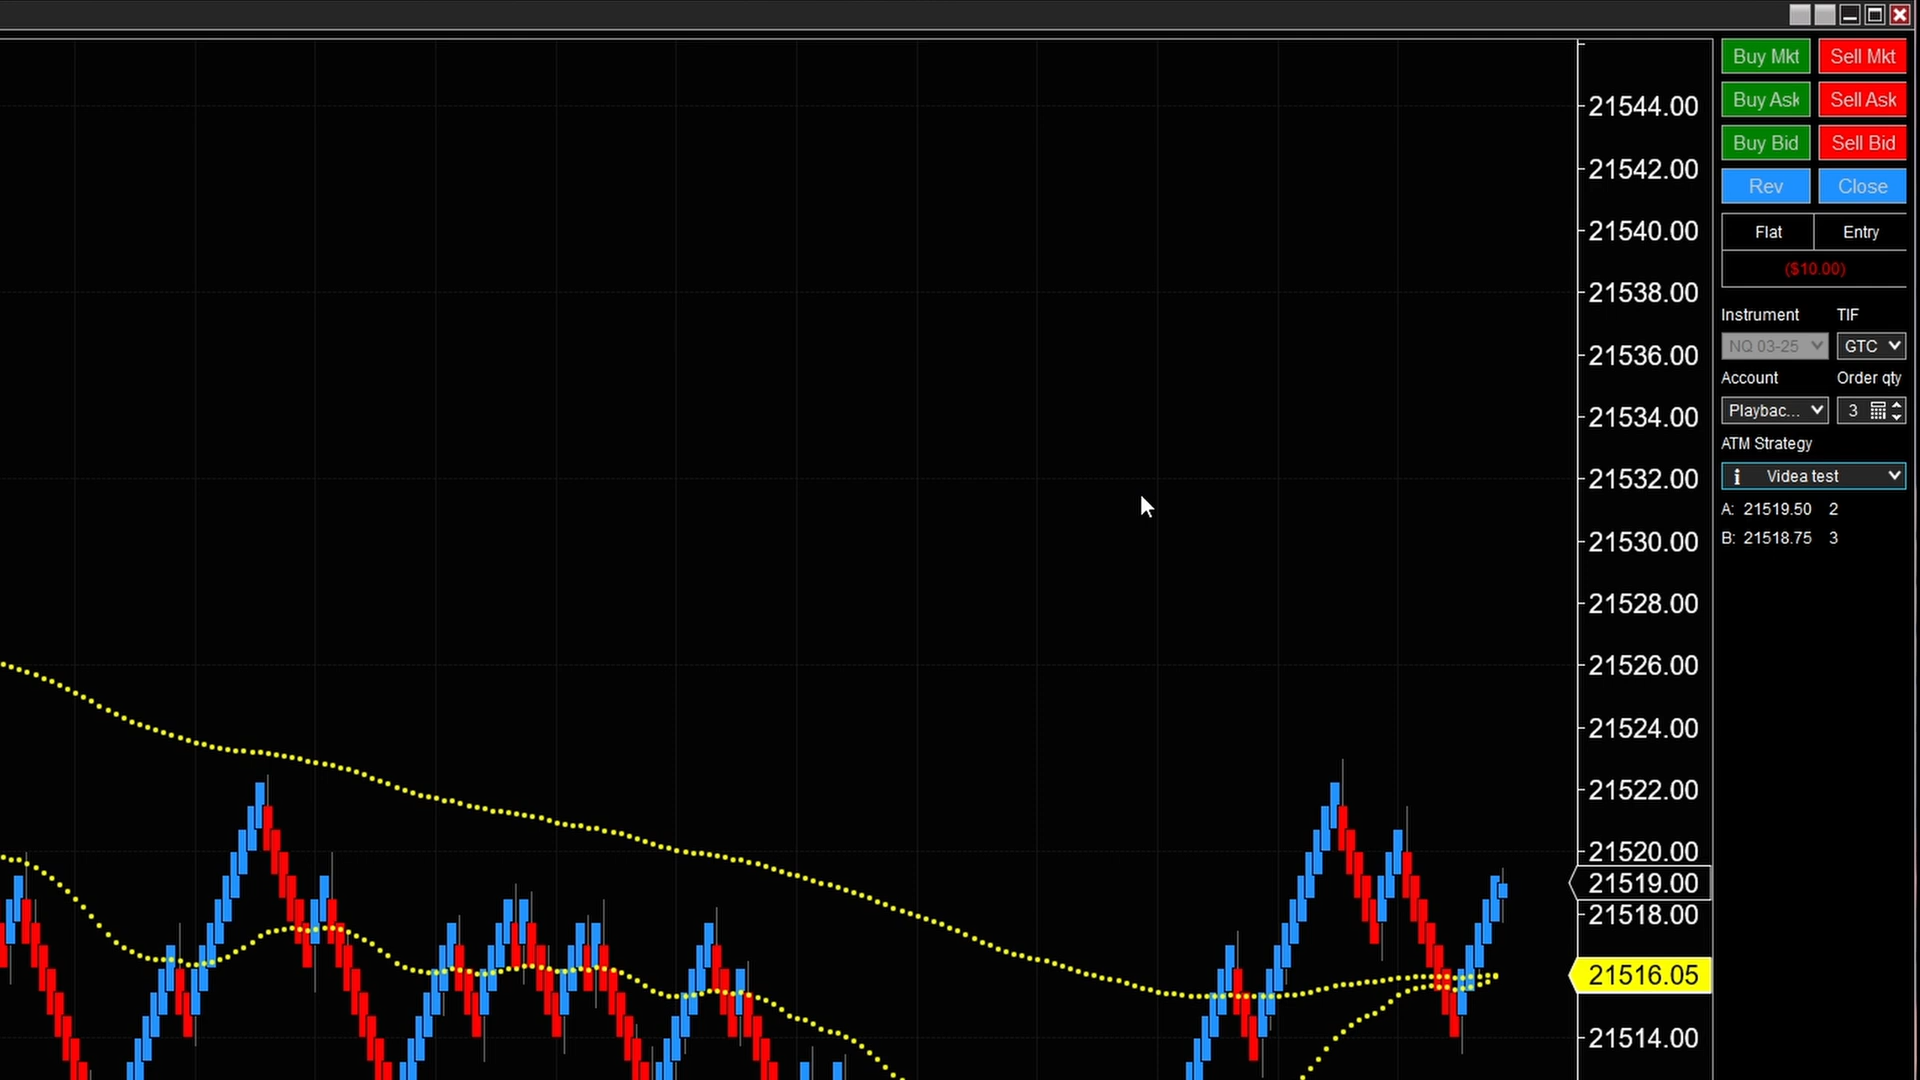 Buy Mkt Sell Mkt
Buy Ask Sell Ask
Buy Bid Sell Bid
Rev Close
Flat Entry
($10.00)
Instrument TIF
NQ 03-25 GTC
Account Order qty
Playbac... 3
ATM Strategy
Videa test
A: 21519.50 2
B: 21518.75 3
21544.00
21542.00
21540.00
21538.00
21536.00
21534.00
21532.00
21530.00
21528.00
21526.00
21524.00
21522.00
21520.00
21519.00
21518.00
21516.05
21514.00